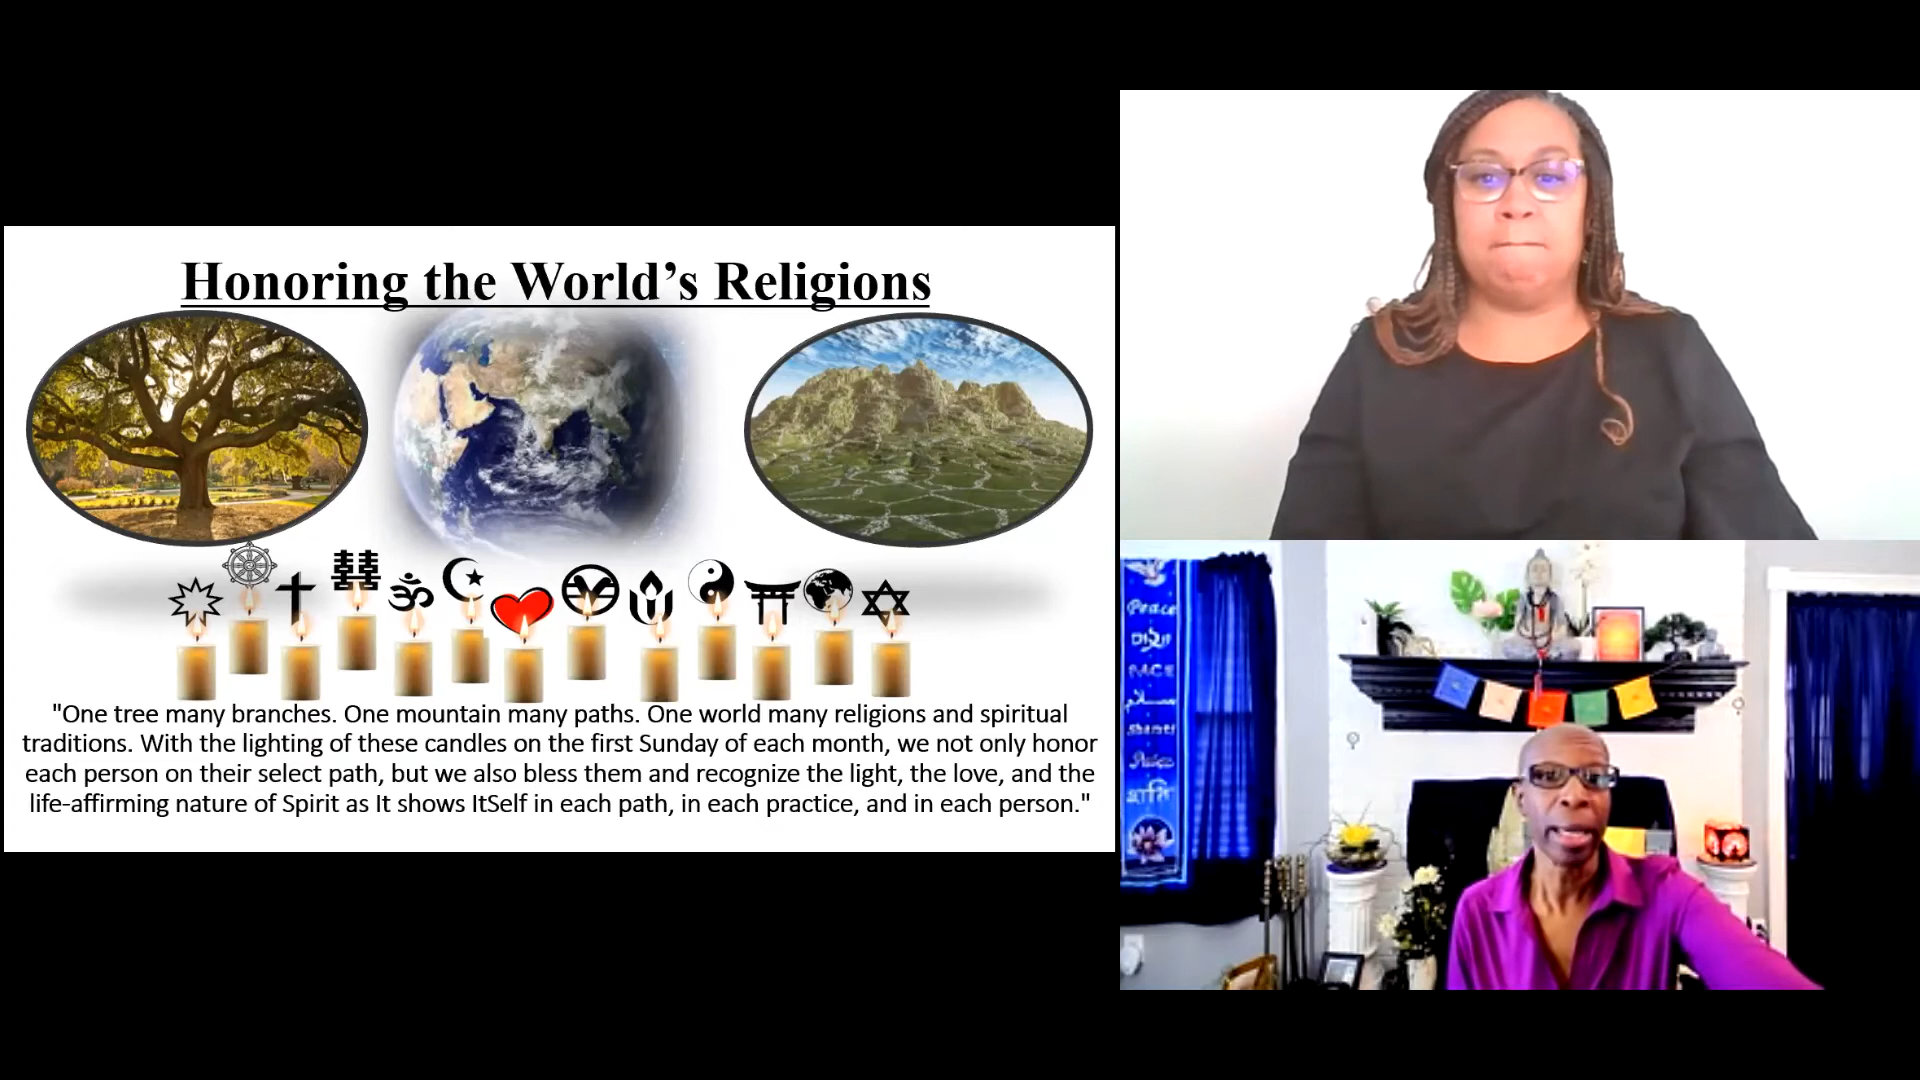 Honoring the World’s Religions
"One tree many branches. One mountain many paths. One world many religions and spiritual
traditions. With the lighting of these candles on the first Sunday of each month, we not only honor
each person on their select path, but we also bless them and recognize the light, the love, and the
life-affirming nature of Spirit as It shows ItSelf in each path, in each practice, and in each person."
Peace